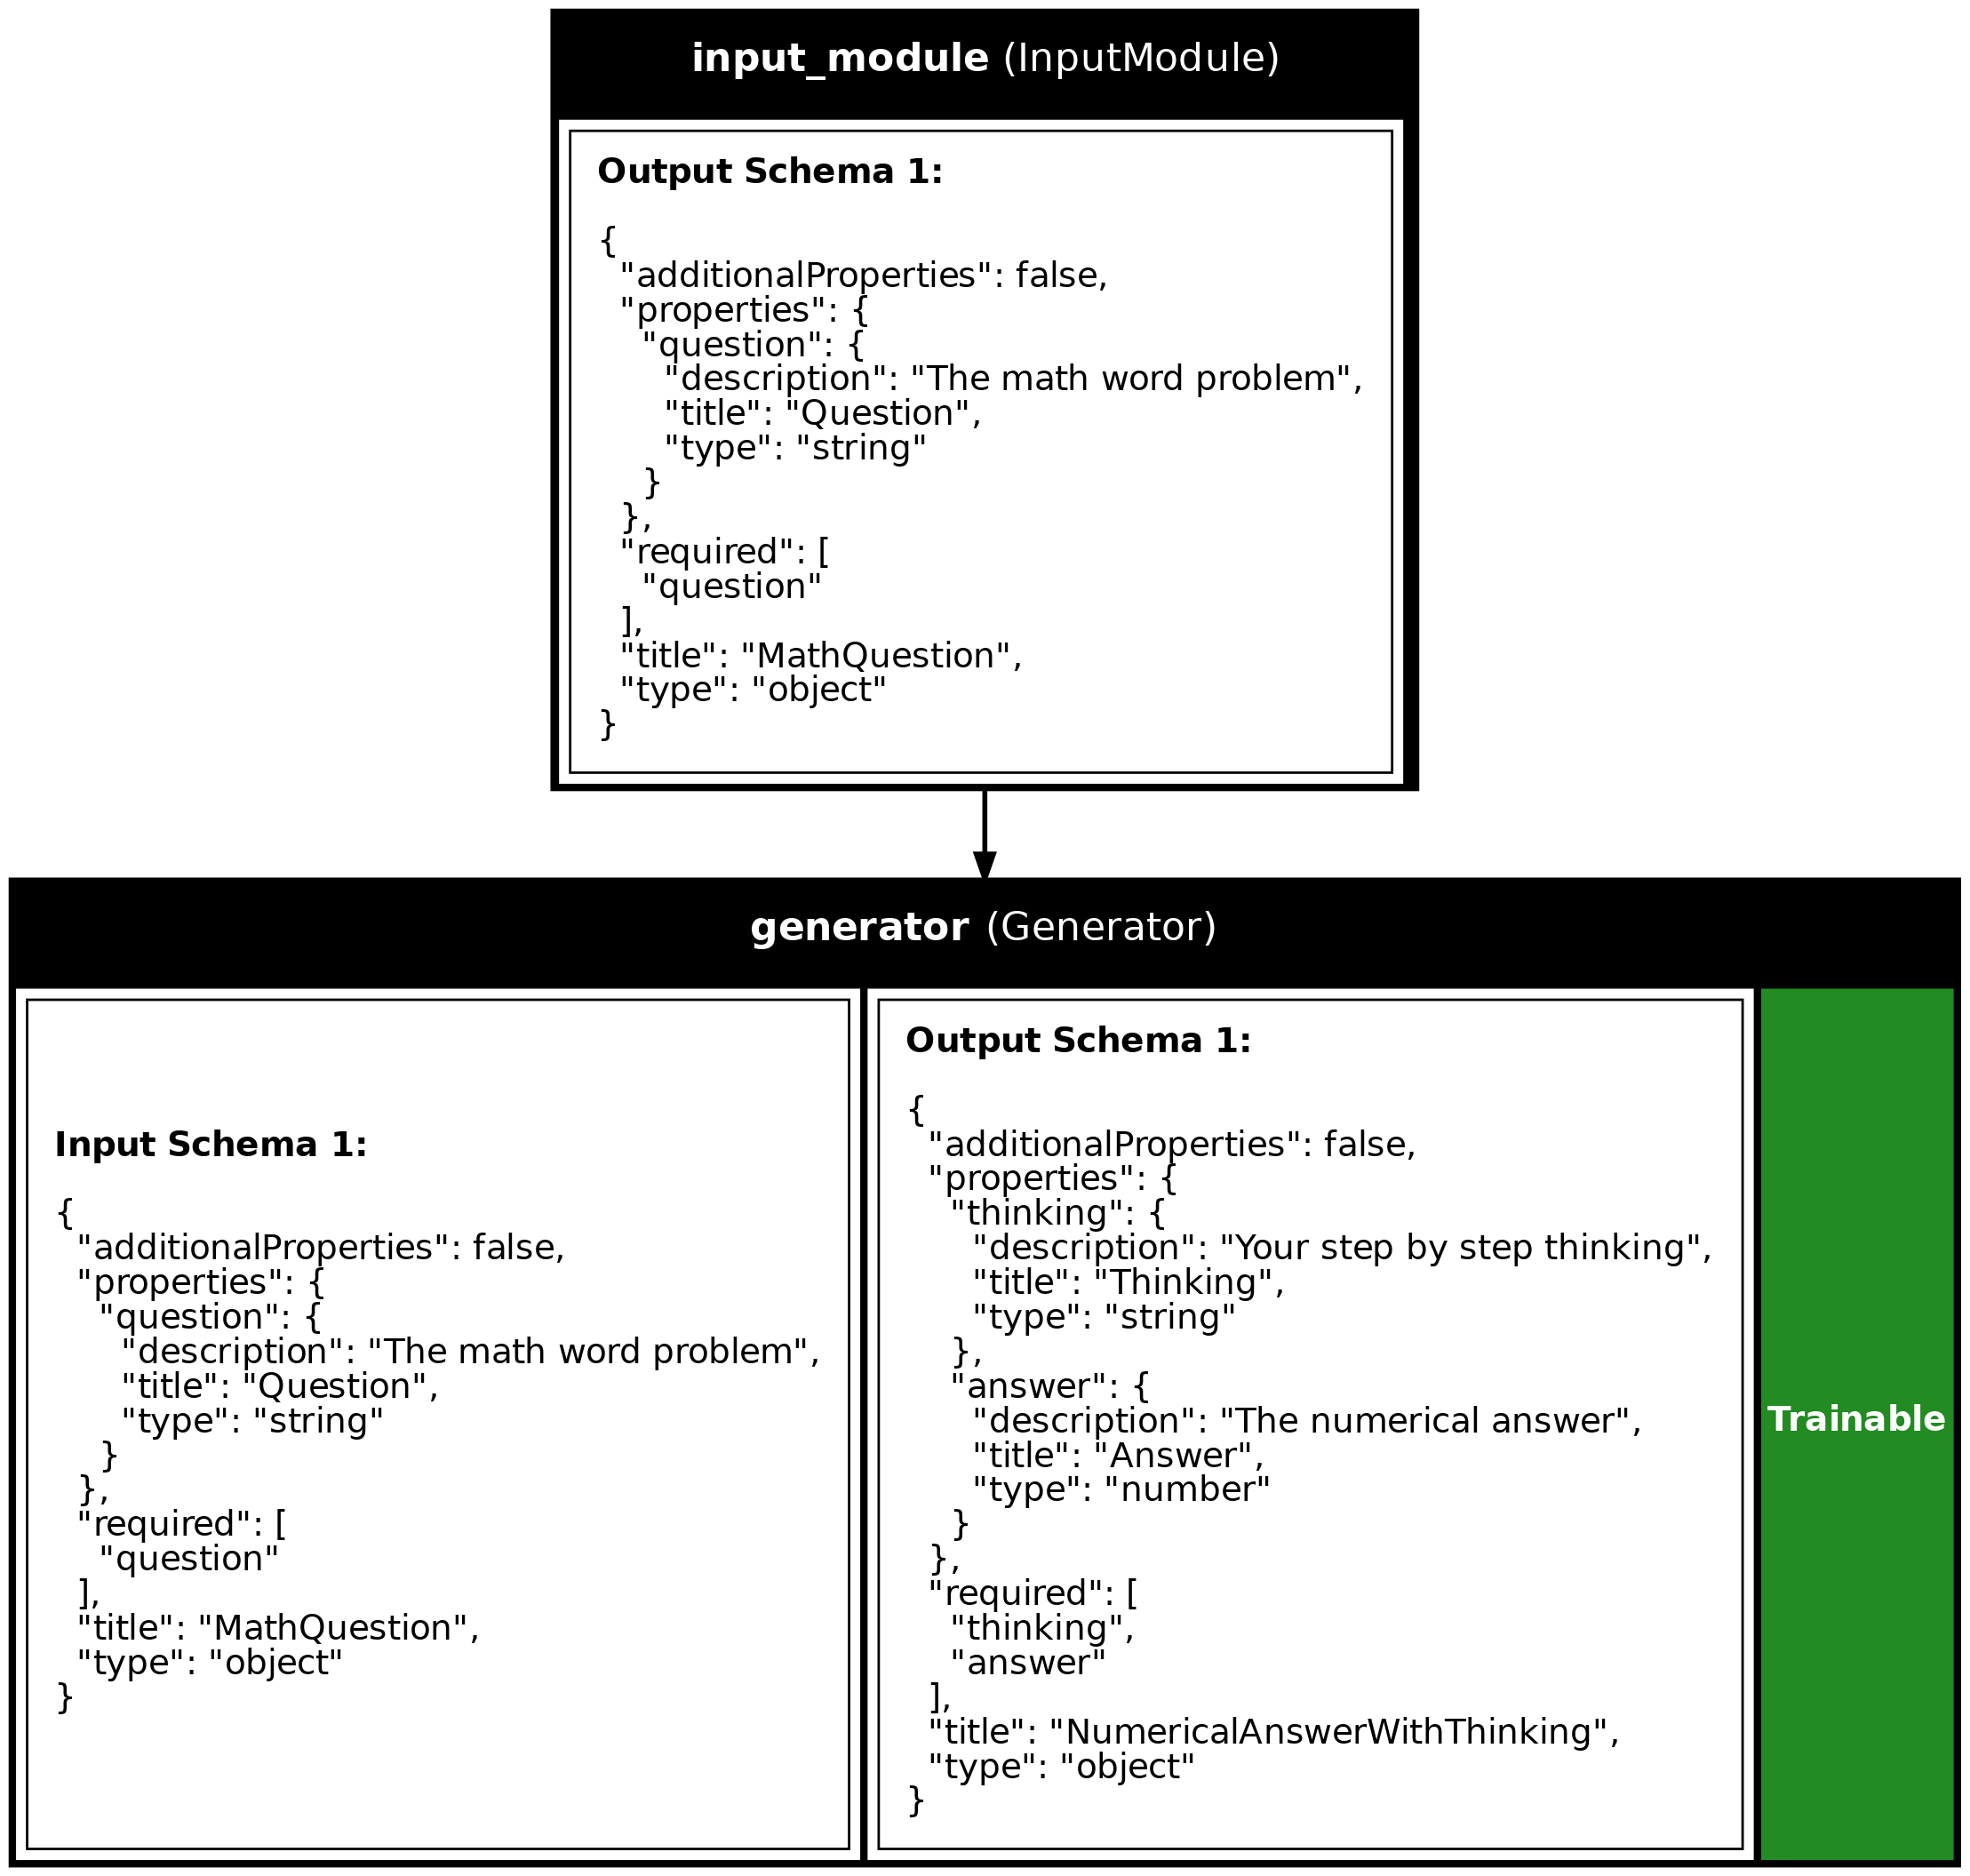 input_module (InputModule)
Output Schema 1:
{
  "additionalProperties": false,
  "properties": {
    "question": {
      "description": "The math word problem",
      "title": "Question",
      "type": "string"
    }
  },
  "required": [
    "question"
  ],
  "title": "MathQuestion",
  "type": "object"
}
generator (Generator)
Input Schema 1:
{
  "additionalProperties": false,
  "properties": {
    "question": {
      "description": "The math word problem",
      "title": "Question",
      "type": "string"
    }
  },
  "required": [
    "question"
  ],
  "title": "MathQuestion",
  "type": "object"
}
Output Schema 1:
{
  "additionalProperties": false,
  "properties": {
    "thinking": {
      "description": "Your step by step thinking",
      "title": "Thinking",
      "type": "string"
    },
    "answer": {
      "description": "The numerical answer",
      "title": "Answer",
      "type": "number"
    }
  },
  "required": [
    "thinking",
    "answer"
  ],
  "title": "NumericalAnswerWithThinking",
  "type": "object"
}
Trainable